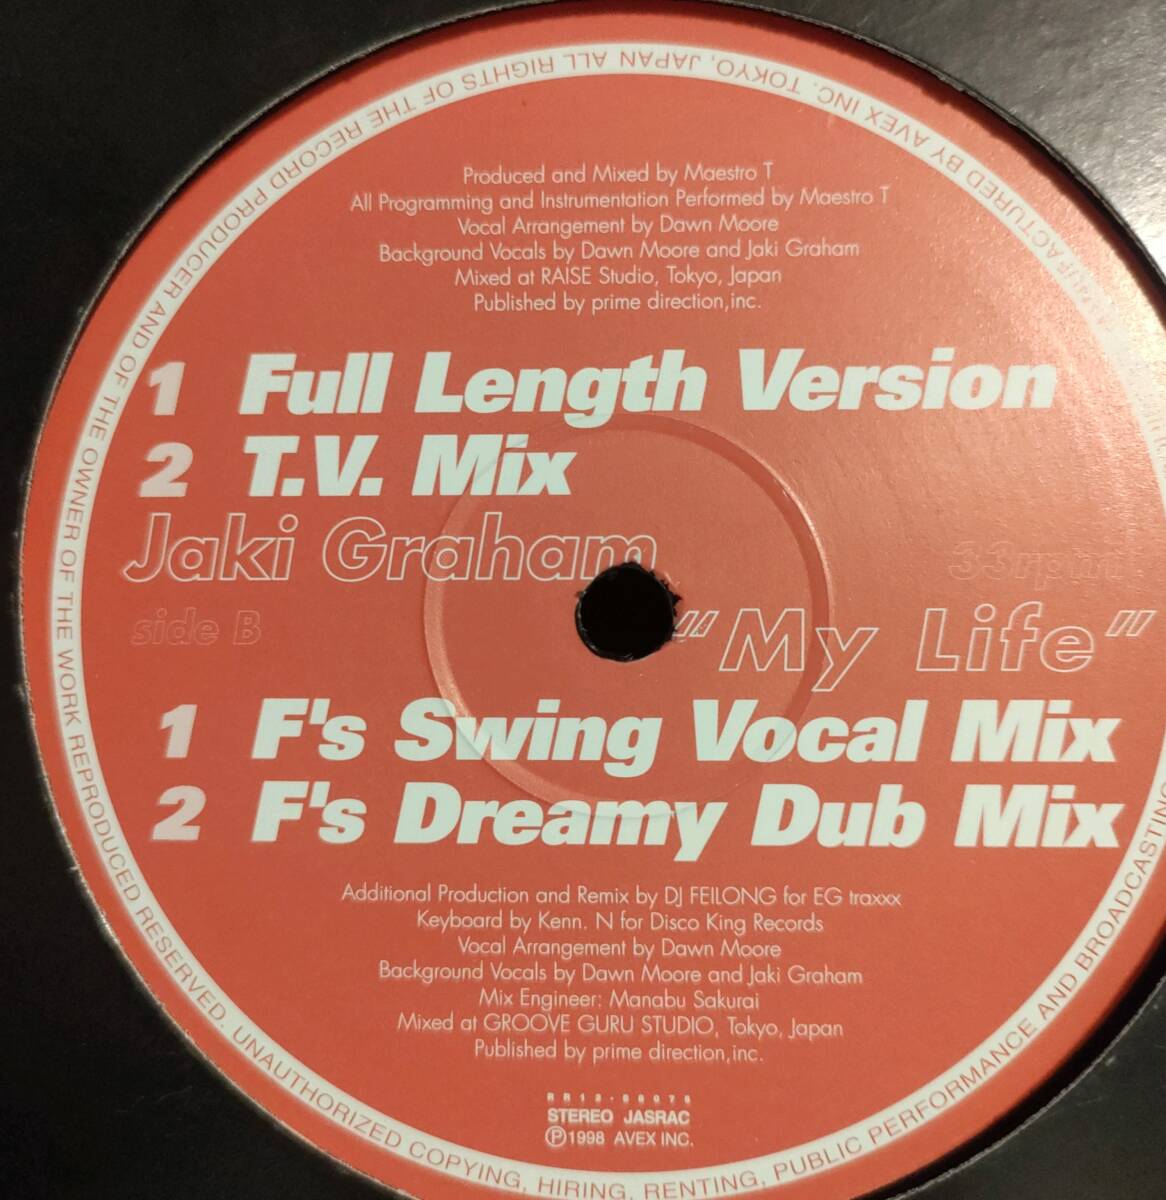 Produced and Mixed by Maestro T
All Programming and Instrumentation Performed by Maestro T
Vocal Arrangement by Dawn Moore
Background Vocals by Dawn Moore and Jaki Graham
Mixed at RAISE Studio, Tokyo, Japan
Published by prime direction,inc.
1 Full Length Version
2 T.V. Mix
Jaki Graham
33rpm
side B
"My Life"
1 F's Swing Vocal Mix
2 F's Dreamy Dub Mix
Additional Production and Remix by DJ FEILONG for EG traxxx
Keyboard by Kenn. N for Disco King Records
Vocal Arrangement by Dawn Moore
Background Vocals by Dawn Moore and Jaki Graham
Mix Engineer: Manabu Sakurai
Mixed at GROOVE GURU STUDIO, Tokyo, Japan
Published by prime direction,inc.
STEREO JASRAC
Ⓟ1998 AVEX INC.
BY AVEX INC. TOKYO, JAPAN ALL RIGHTS OF THE RECORD PRODUCER AND OF THE OWNER OF THE WORK REPRODUCED RESERVED. UNAUTHORIZED COPYING, HIRING, RENTING, PUBLIC PERFORMANCE AND BROADCASTING